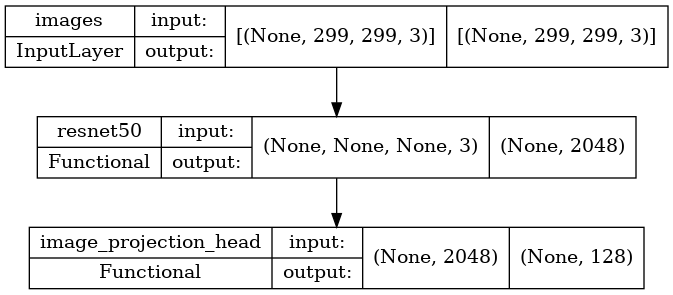 images input: [(None, 299, 299, 3)] [(None, 299, 299, 3)]
InputLayer output:
resnet50 input: (None, None, None, 3) (None, 2048)
Functional output:
image_projection_head input: (None, 2048) (None, 128)
Functional output: